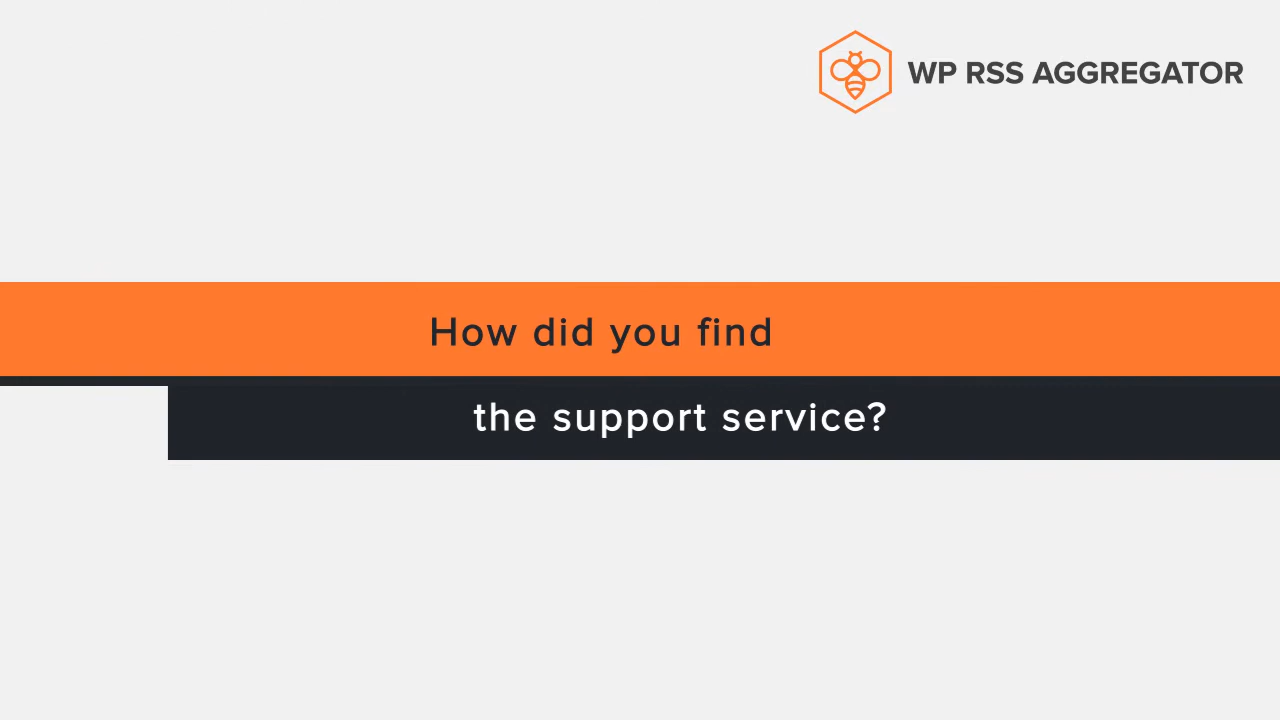 WP RSS AGGREGATOR
How did you find
the support service?